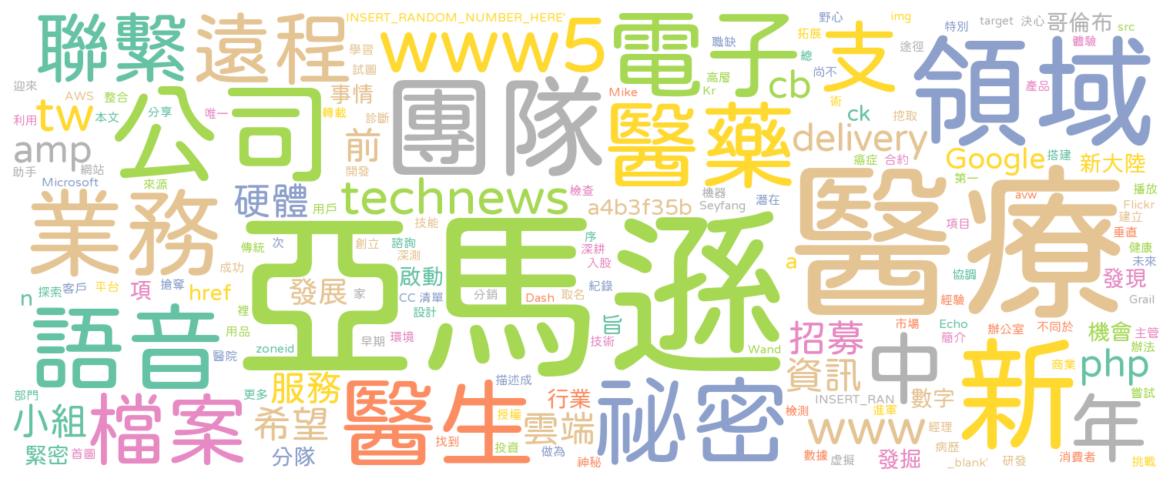 聯繫
遠程
INSERT_RANDOM_NUMBER_HERE'
www5
電子
支
領域
野心
img
target
決心
哥倫布
src
特別
體驗
職缺
拓展
總
途徑
尚不
高層
Kr
cb
產品
學習
試圖
迎來
AWS
整合
利用
tw
本文
分享
唯一
轉載
事情
診斷
公司
團隊
Mike
醫藥
術
ck
挖取
delivery
amp
助手
網站
Microsoft
來源
前
開發
癌症
合約
Google
搭建
第一
新大陸
硬體
用戶
technews
檢查
a4b3f35b
機器
Seyfang
潛在
醫療
avw
播放
Flickr
建立
垂直
項目
健康
未來
業務
傳統
次
創立
深測
諮詢
技能
亞馬遜
序
深耕
入股
紀錄
a
協調
發現
成功
搶奪
項
平台
客戶
探索
n
href
發展
家
啟動
CC
清單
設計
分銷
Dash
取名
旨
經驗
Grail
語音
裡
用品
醫院
zoneid
早期
環境
技術
Wand
招募
市場
Echo
簡介
辦公室
不同於
機會
主管
辦法
部門
更多
服務
描述成
行業
資訊
中
新
商業
php
嘗試
小組
檔案
希望
醫生
授權
找到
投資
雲端
做為
神秘
祕密
INSERT_RAN
檢測
進軍
數字
www
經理
病歷
年
緊密
首圖
分隊
數據
虛擬
發掘
_blank'
研發
消費者
挑戰